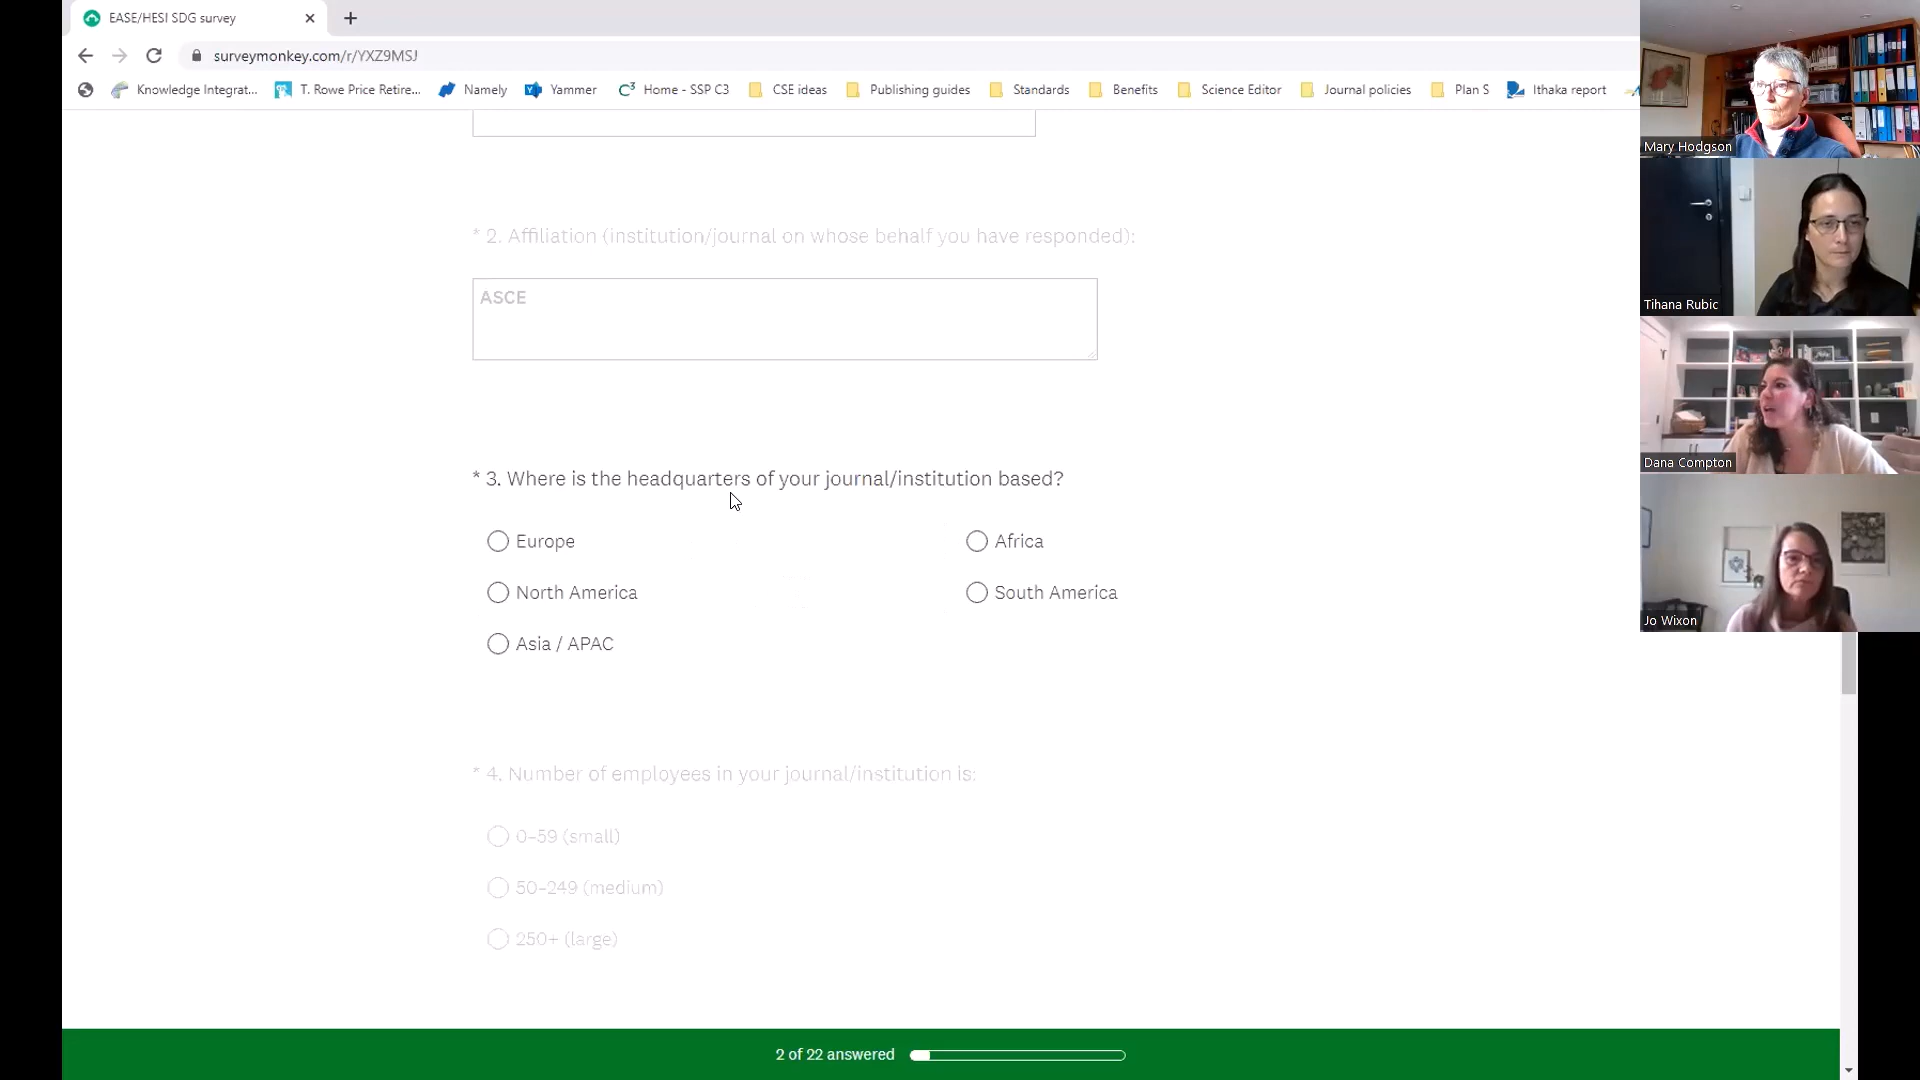 EASE/HESI SDG survey
surveymonkey.com/r/YXZ9MSJ
Knowledge Integrat...
T. Rowe Price Retire...
Namely
Yammer
Home - SSP C3
CSE ideas
Publishing guides
Standards
Benefits
Science Editor
Journal policies
Plan S
Ithaka report
* 2. Affiliation (institution/journal on whose behalf you have responded):
ASCE
* 3. Where is the headquarters of your journal/institution based?
Europe
Africa
North America
South America
Asia / APAC
* 4. Number of employees in your journal/institution is:
0–59 (small)
50–249 (medium)
250+ (large)
2 of 22 answered
Mary Hodgson
Tihana Rubic
Dana Compton
Jo Wixon